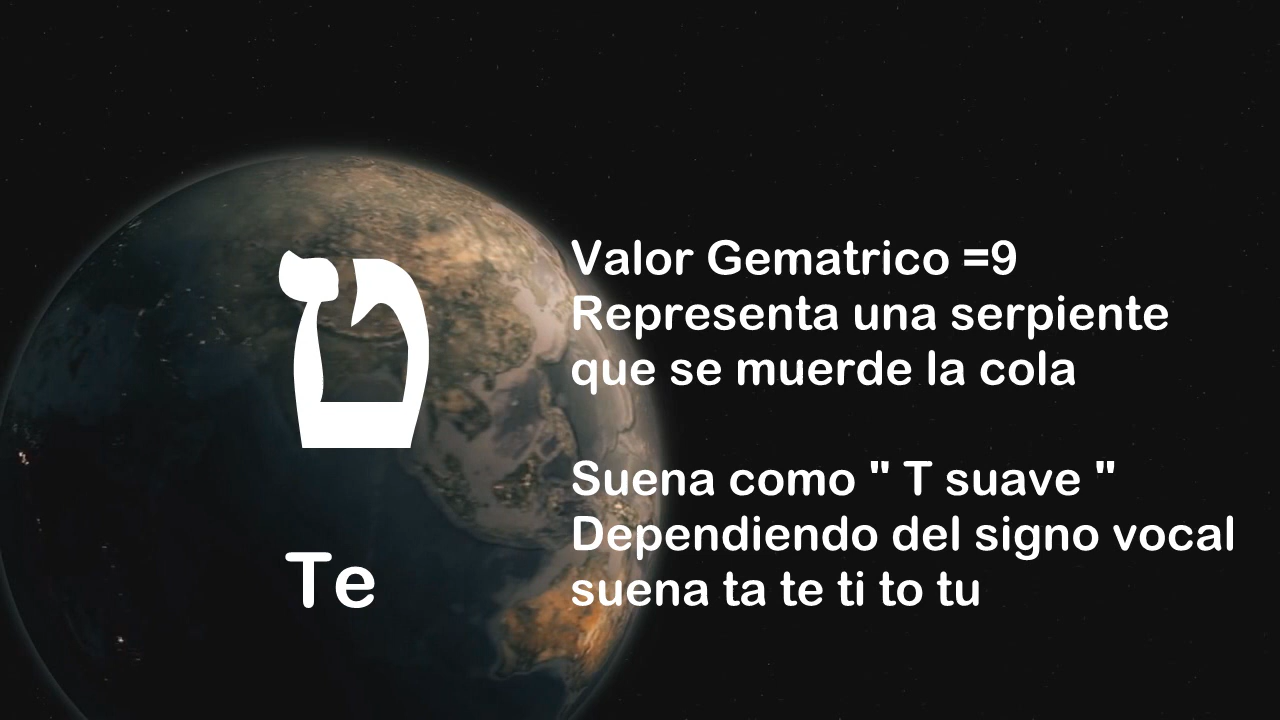 ט
Te
Valor Gematrico =9
Representa una serpiente
que se muerde la cola
Suena como " T suave "
Dependiendo del signo vocal
suena ta te ti to tu